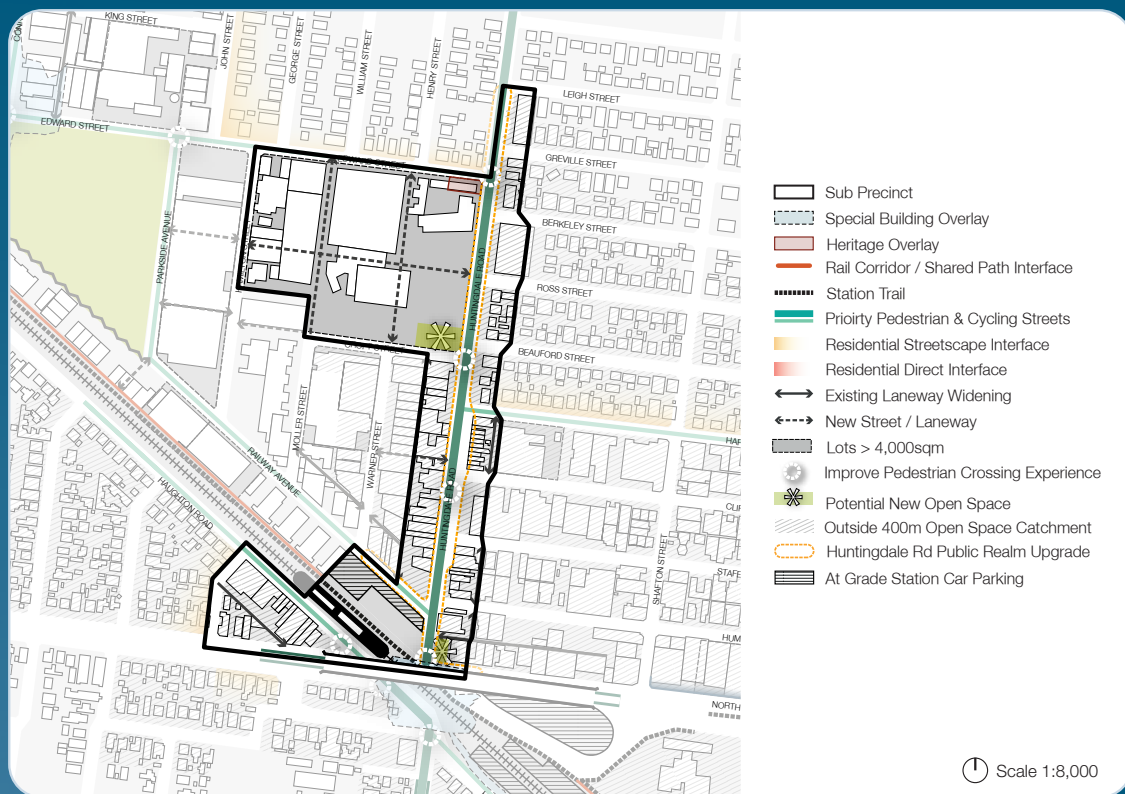 KING STREET
JOHN STREET
GEORGE STREET
WILLIAM STREET
HENRY STREET
LEIGH STREET
EDWARD STREET
GREVILLE STREET
BERKELEY STREET
PARKSIDE AVENUE
HUNTINGDALE ROAD
ROSS STREET
BEAUFORD STREET
MOLLER STREET
WARNER STREET
HAR
RAILWAY AVENUE
HAUGHTON ROAD
HUNTINGDALE ROAD
SHAFTON STREET
CLI
STAF
HUM
NORTH
Sub Precinct
Special Building Overlay
Heritage Overlay
Rail Corridor / Shared Path Interface
Station Trail
Prioirty Pedestrian & Cycling Streets
Residential Streetscape Interface
Residential Direct Interface
Existing Laneway Widening
New Street / Laneway
Lots > 4,000sqm
Improve Pedestrian Crossing Experience
Potential New Open Space
Outside 400m Open Space Catchment
Huntingdale Rd Public Realm Upgrade
At Grade Station Car Parking
Scale 1:8,000